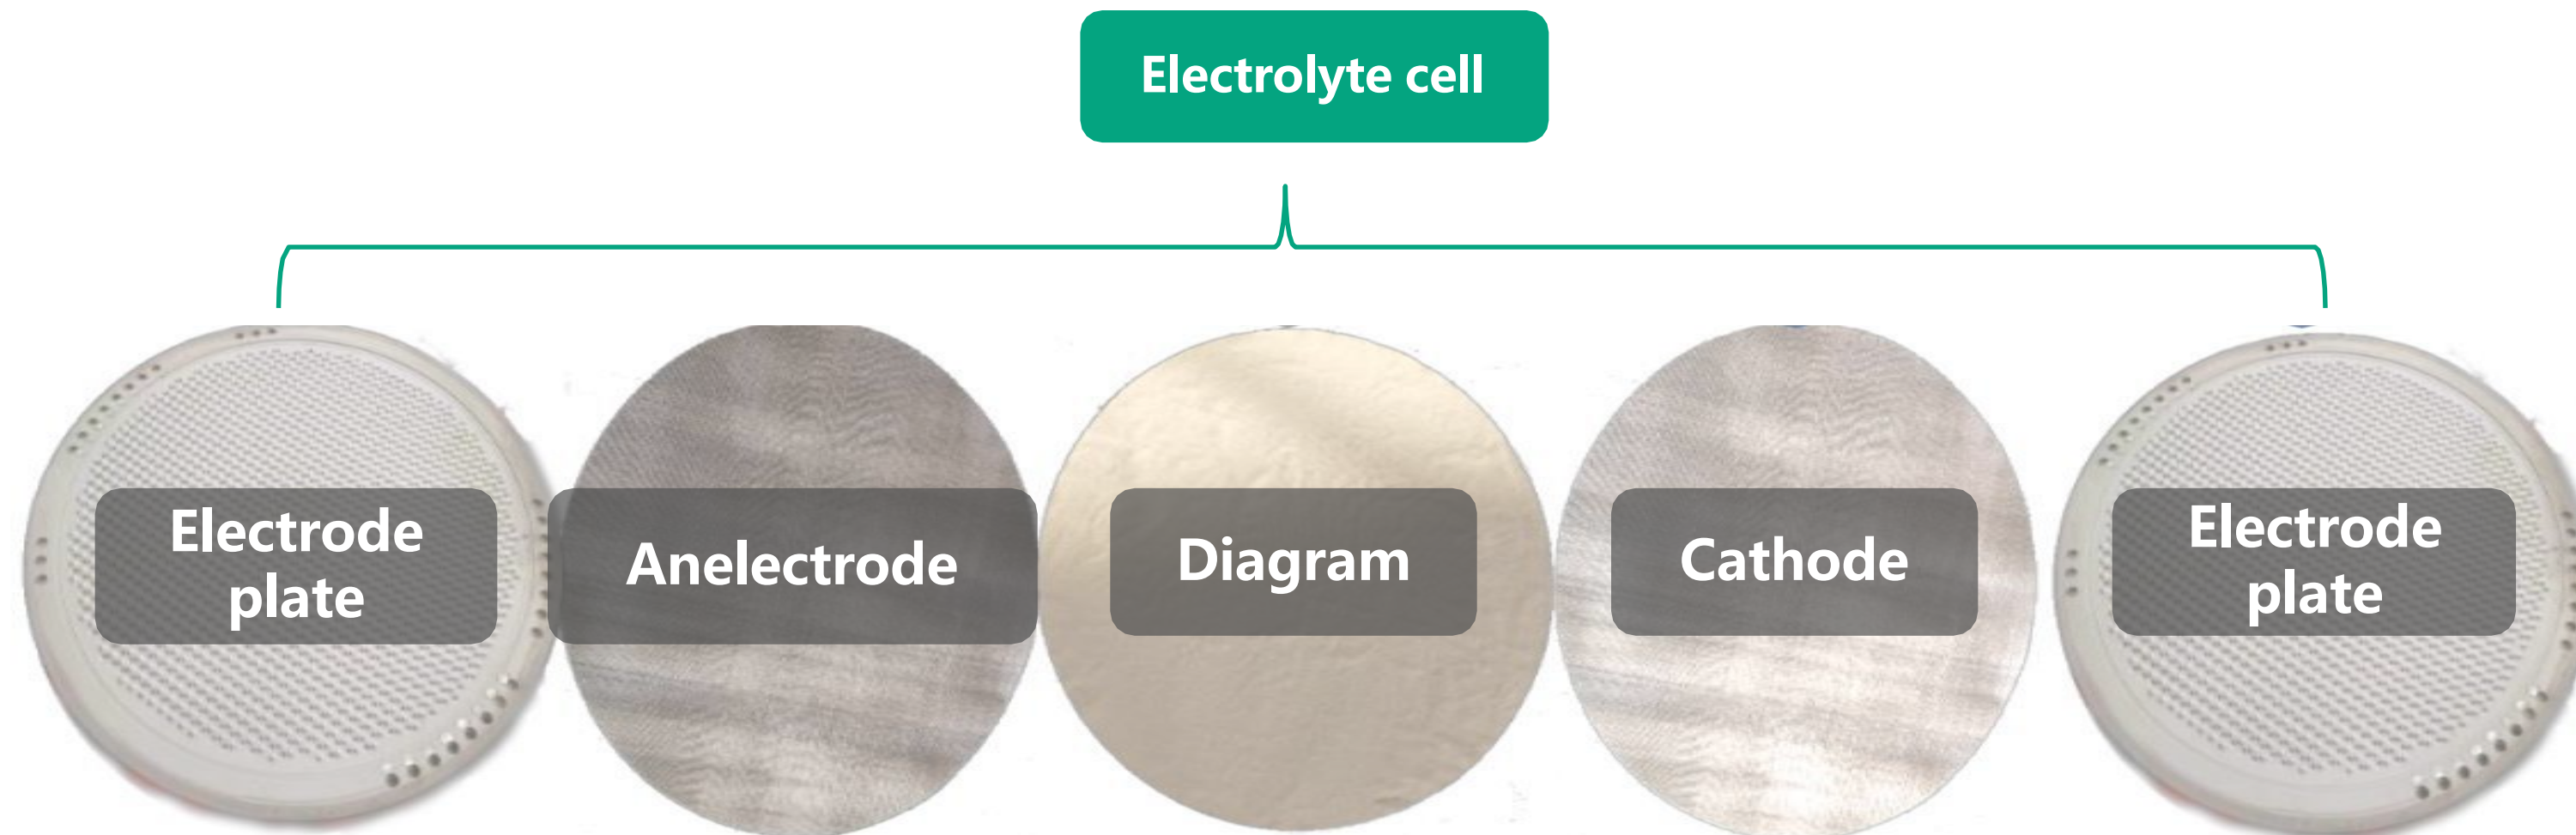 Electrolyte cell
Electrode
plate
Anelectrode
Diagram
Cathode
Electrode
plate